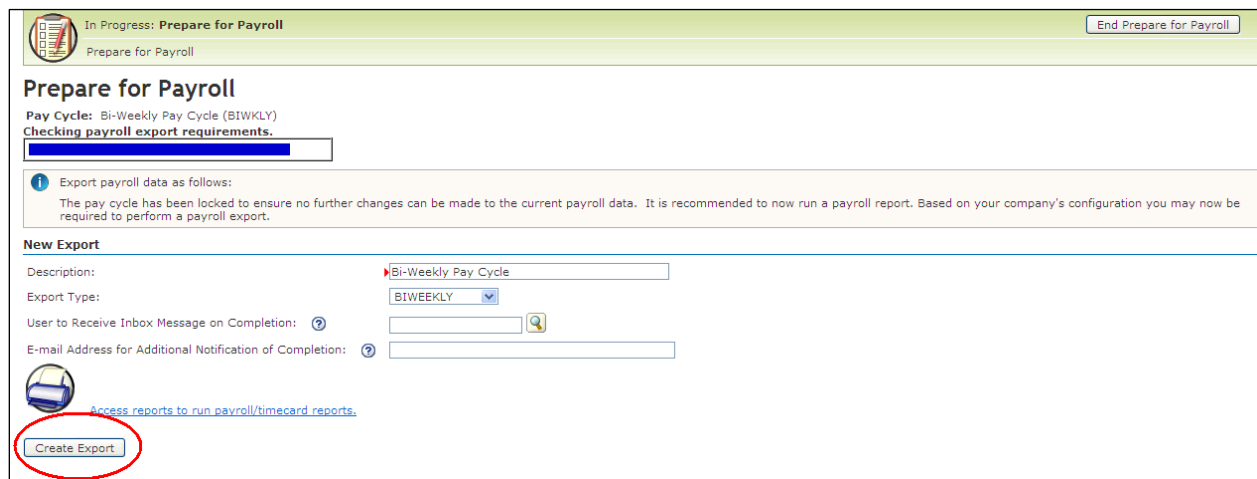 In Progress: Prepare for Payroll
End Prepare for Payroll
Prepare for Payroll
Prepare for Payroll
Pay Cycle: Bi-Weekly Pay Cycle (BIWKLY)
Checking payroll export requirements.
Export payroll data as follows:
The pay cycle has been locked to ensure no further changes can be made to the current payroll data. It is recommended to now run a payroll report. Based on your company's configuration you may now be
required to perform a payroll export.
New Export
Description: Bi-Weekly Pay Cycle
Export Type: BIWEEKLY
User to Receive Inbox Message on Completion: ?
E-mail Address for Additional Notification of Completion: ?
Access reports to run payroll/timecard reports.
Create Export